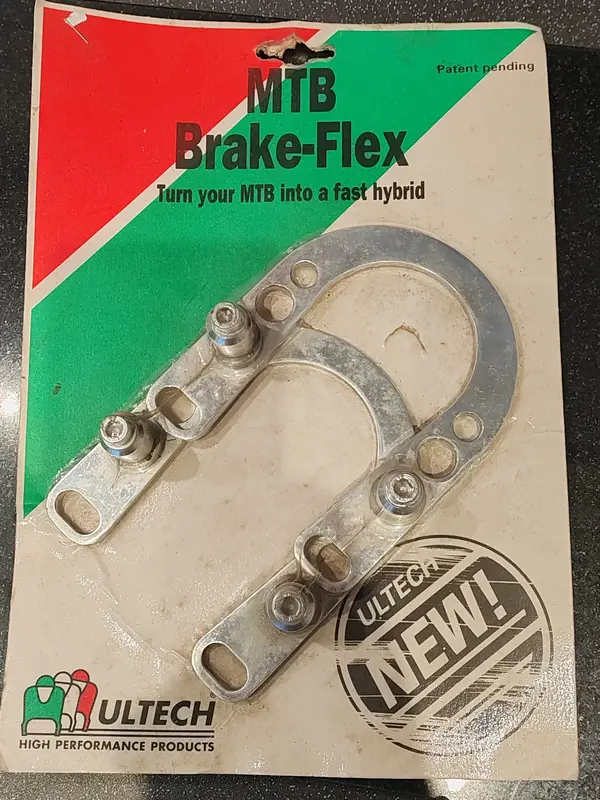 Patent pending
MTB
Brake-Flex
Turn your MTB into a fast hybrid
ULTECH
NEW!
ULTECH
HIGH PERFORMANCE PRODUCTS